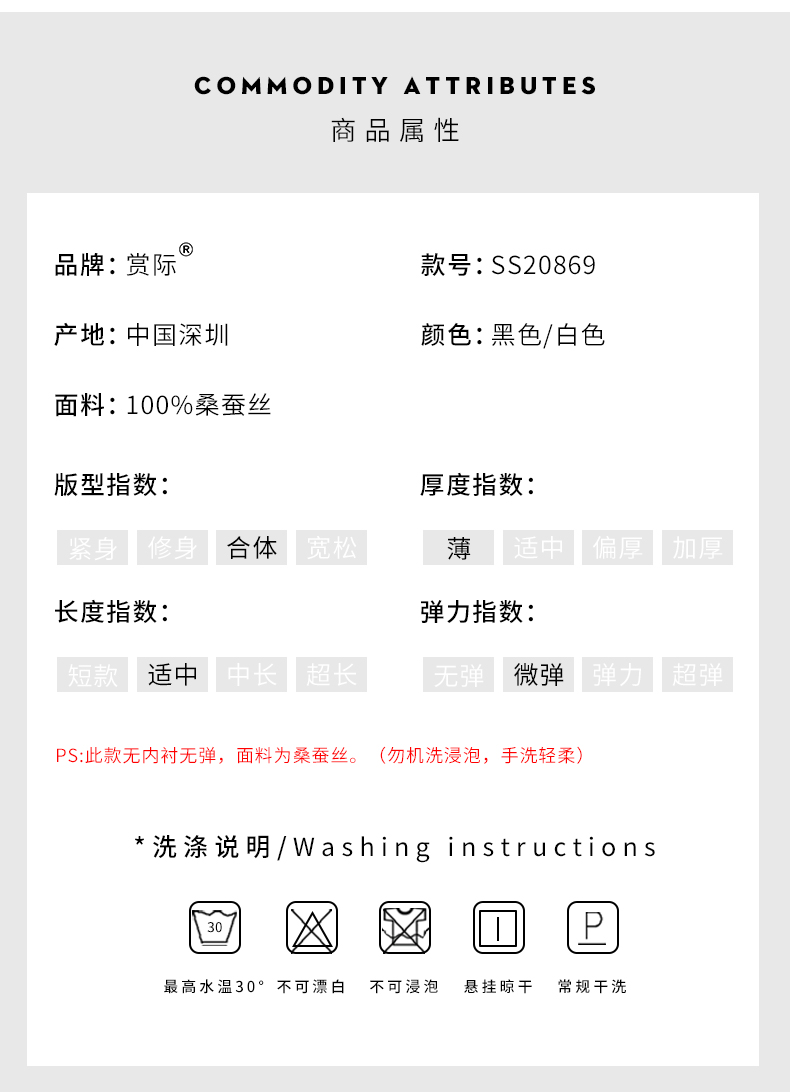 COMMODITY ATTRIBUTES
商品属性
品牌：赏际® 款号：SS20869
产地：中国深圳 颜色：黑色/白色
面料：100%桑蚕丝
版型指数： 厚度指数：
紧身 修身 合体 宽松 薄 适中 偏厚 加厚
长度指数： 弹力指数：
短款 适中 中长 超长 无弹 微弹 弹力 超弹
PS:此款无内衬无弹，面料为桑蚕丝。（勿机洗浸泡，手洗轻柔）
*洗涤说明/Washing instructions
30 P
最高水温30° 不可漂白 不可浸泡 悬挂晾干 常规干洗